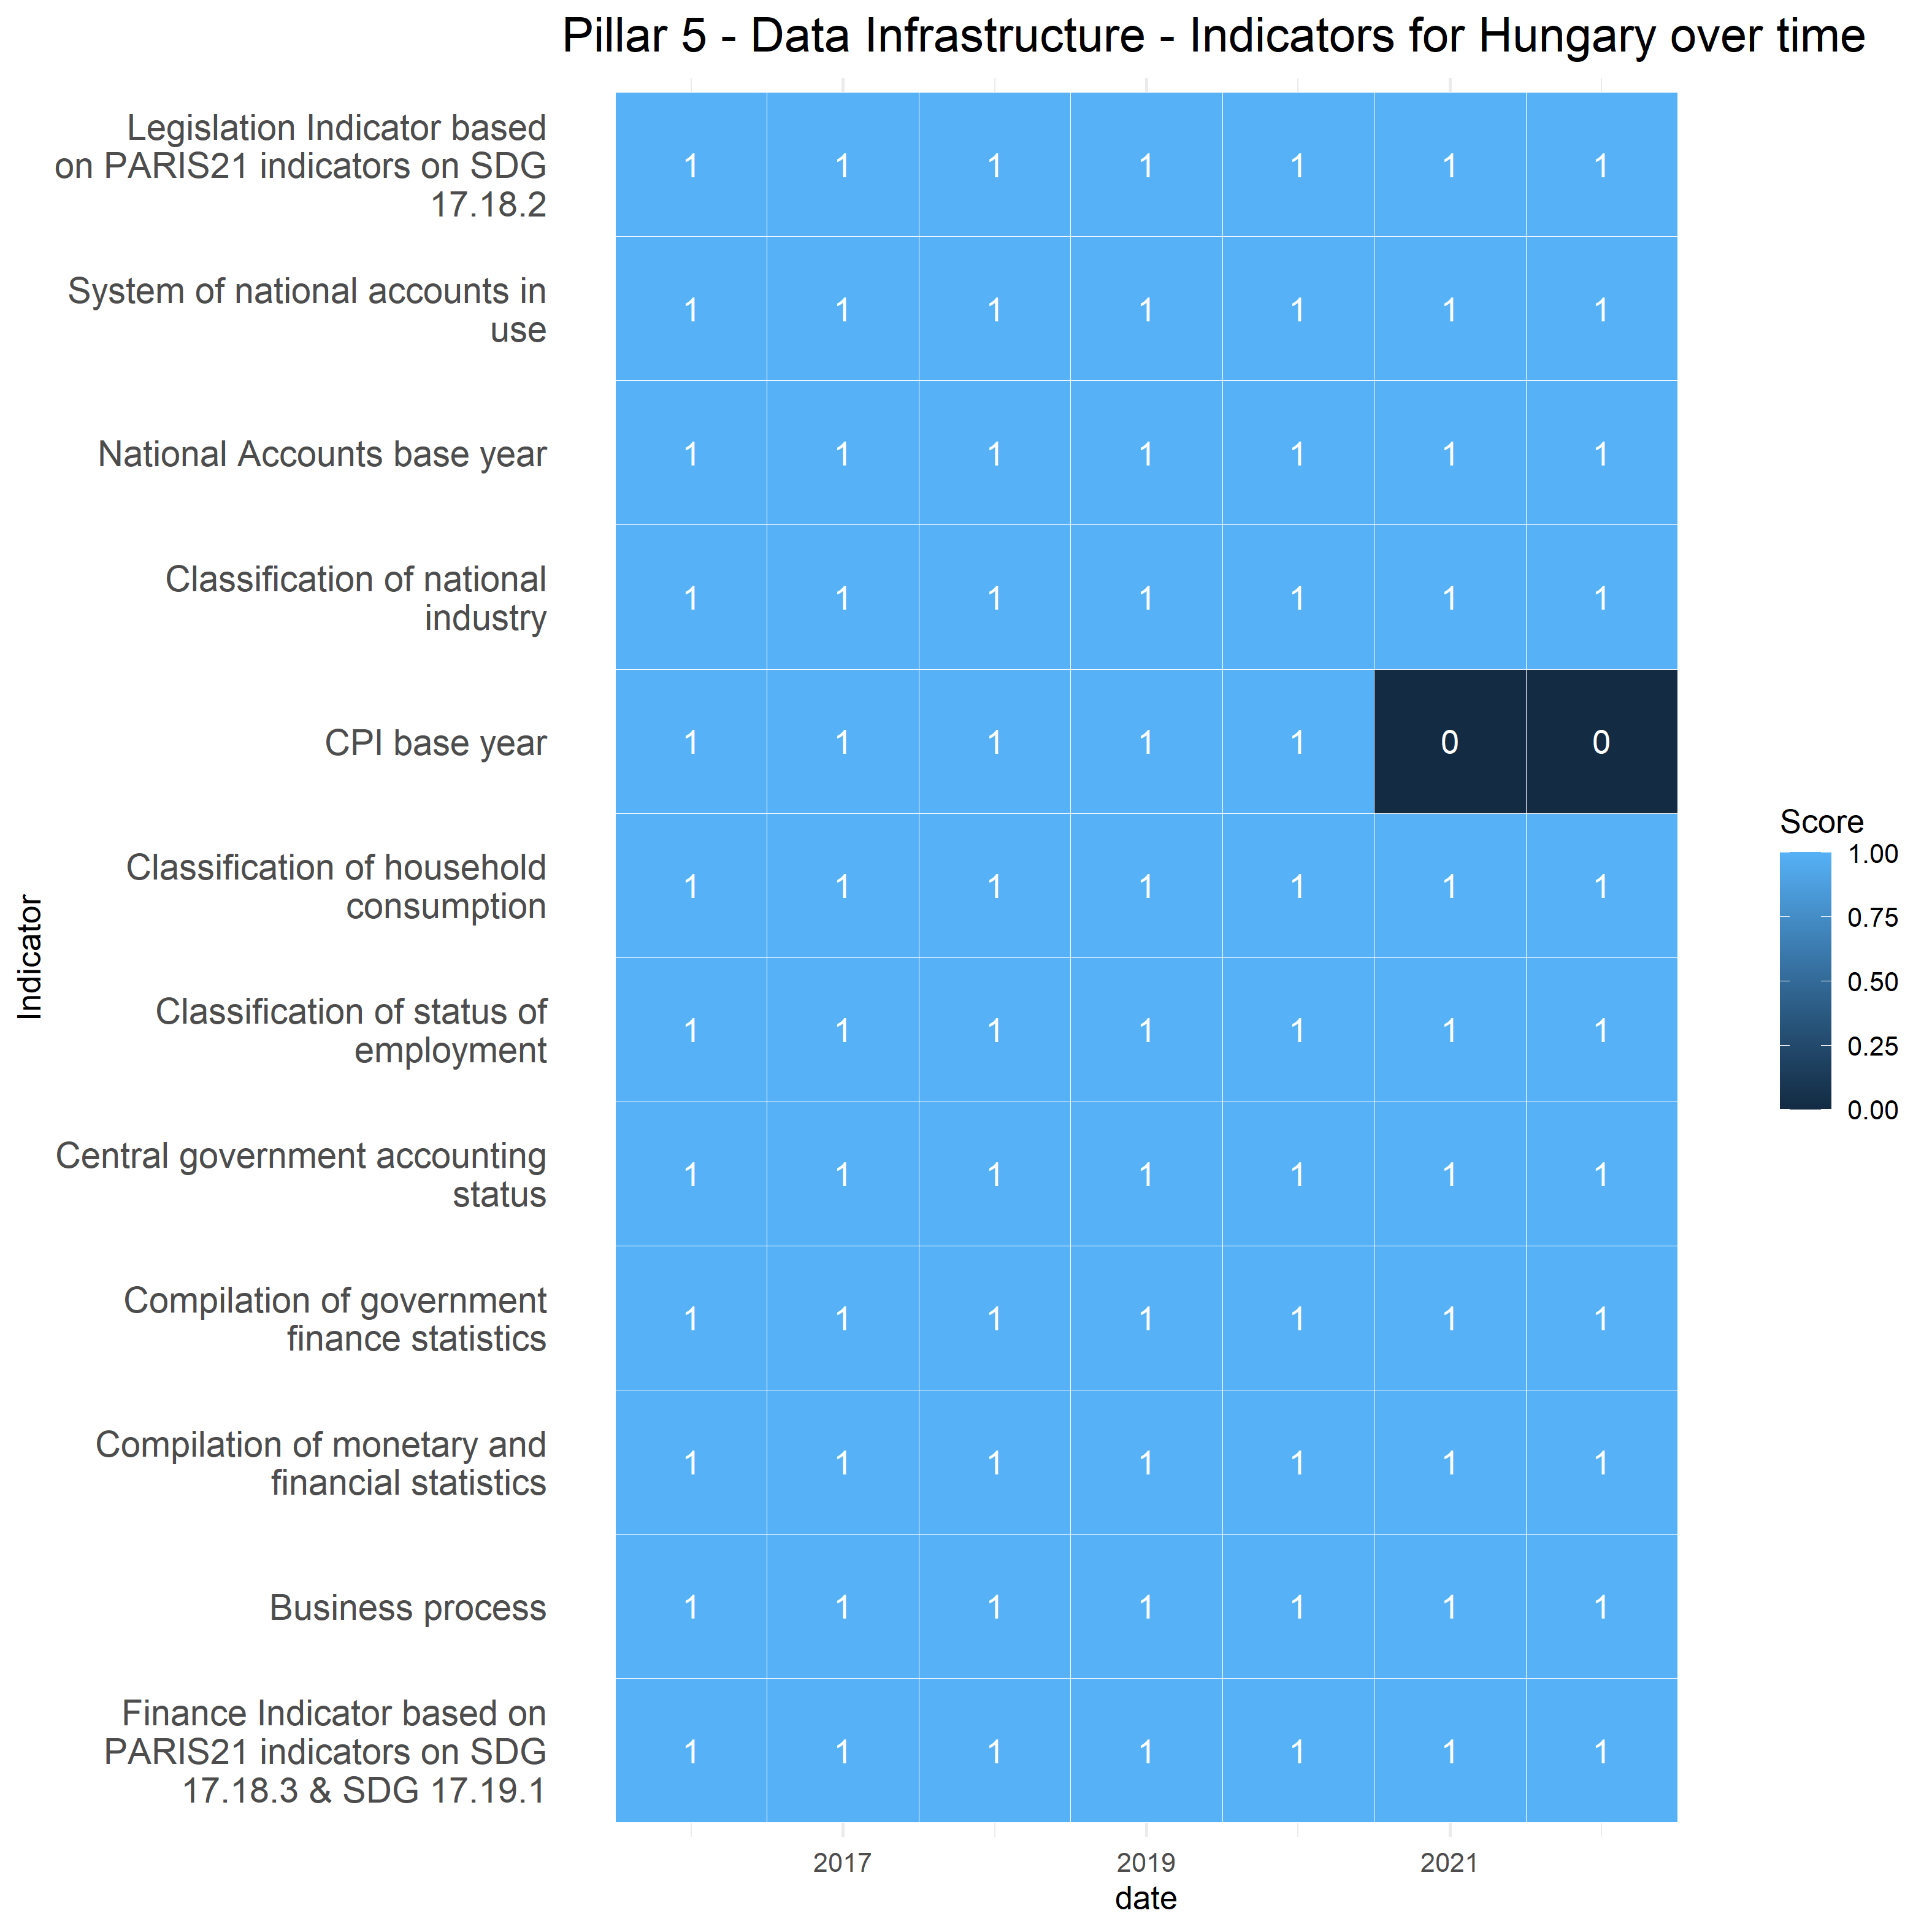 Pillar 5 - Data Infrastructure - Indicators for Hungary over time
Indicator
Legislation Indicator based
on PARIS21 indicators on SDG
17.18.2
1 1 1 1 1 1 1
System of national accounts in
use
1 1 1 1 1 1 1
National Accounts base year
1 1 1 1 1 1 1
Classification of national
industry
1 1 1 1 1 1 1
CPI base year
1 1 1 1 1 0 0
Classification of household
consumption
1 1 1 1 1 1 1
Classification of status of
employment
1 1 1 1 1 1 1
Central government accounting
status
1 1 1 1 1 1 1
Compilation of government
finance statistics
1 1 1 1 1 1 1
Compilation of monetary and
financial statistics
1 1 1 1 1 1 1
Business process
1 1 1 1 1 1 1
Finance Indicator based on
PARIS21 indicators on SDG
17.18.3 & SDG 17.19.1
1 1 1 1 1 1 1
2017 2019 2021
date
Score
1.00
0.75
0.50
0.25
0.00